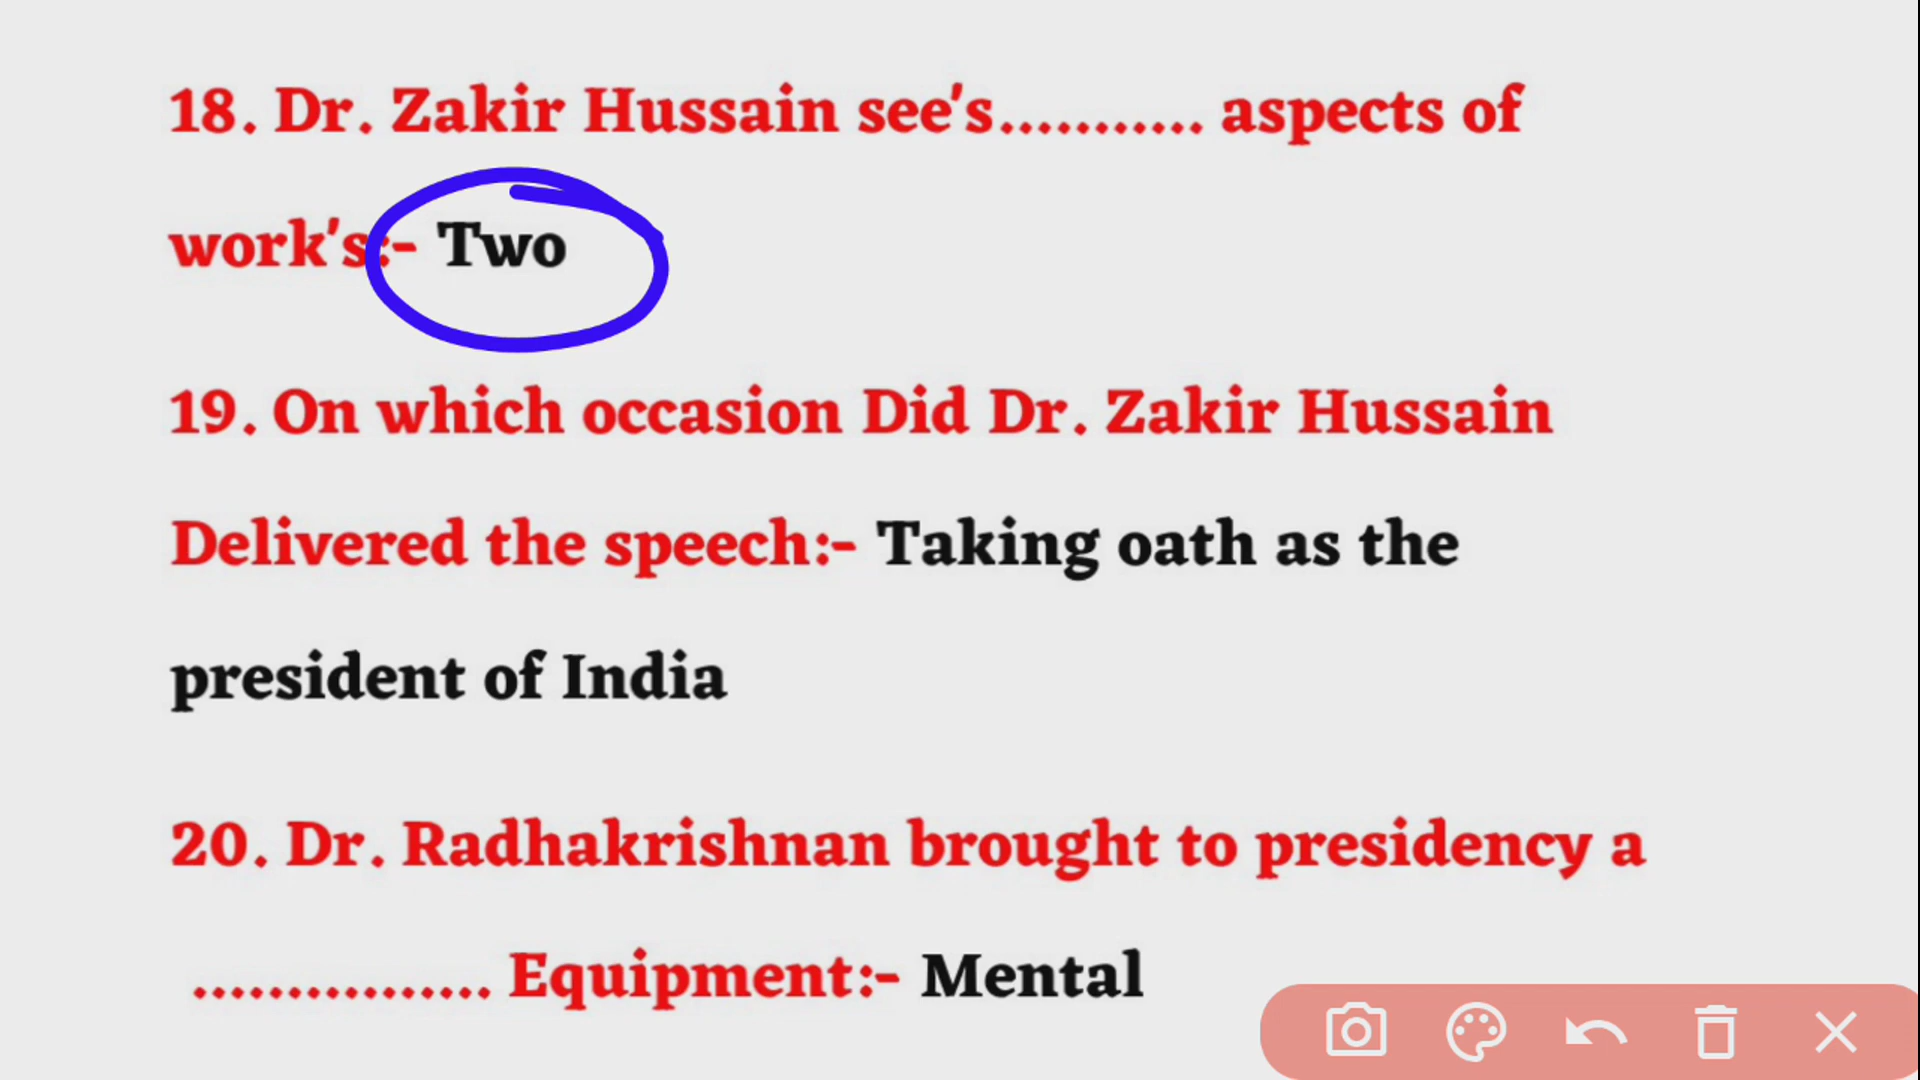 18. Dr. Zakir Hussain see's........... aspects of
work's:- Two
19. On which occasion Did Dr. Zakir Hussain
Delivered the speech:- Taking oath as the
president of India
20. Dr. Radhakrishnan brought to presidency a
................ Equipment:- Mental